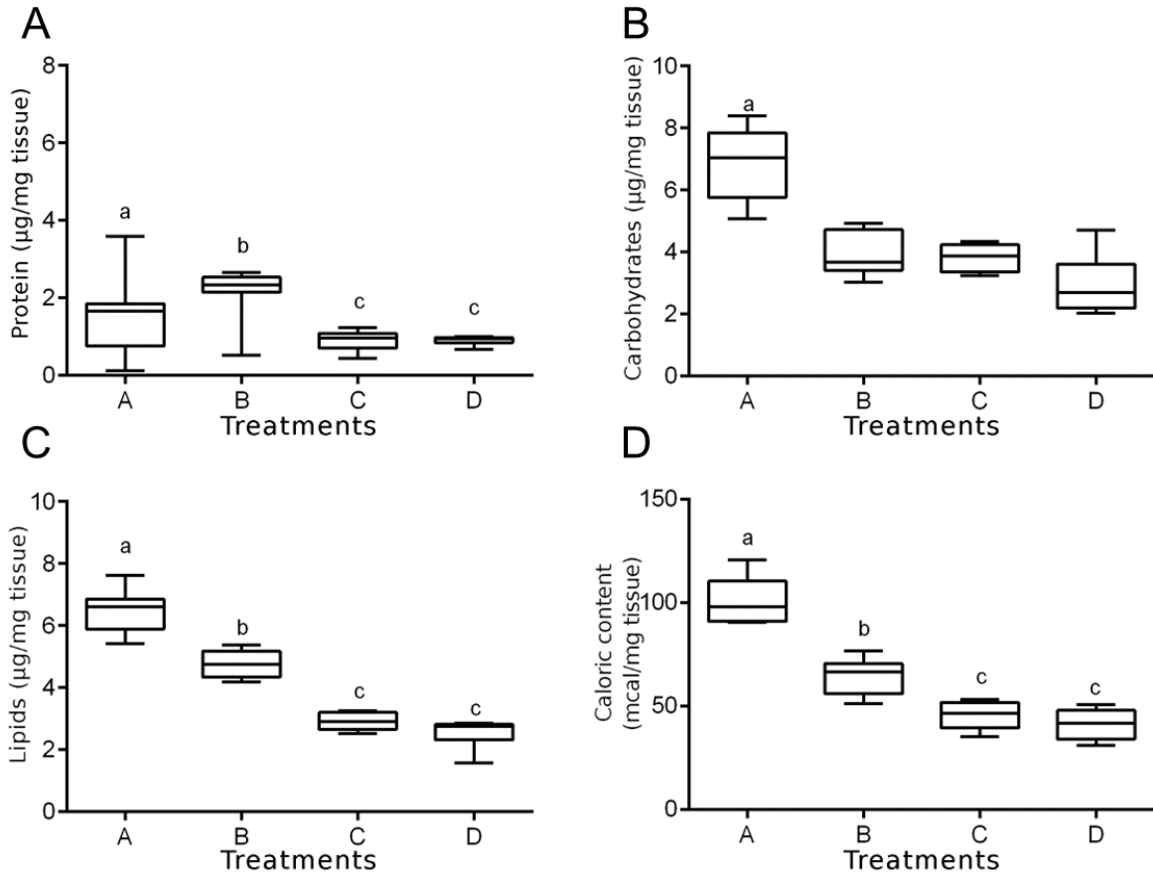 A
Protein (µg/mg tissue)
8
6
4
2
0
a
b
c
c
A
B
C
D
Treatments
B
Carbohydrates (µg/mg tissue)
10
8
6
4
2
0
a
A
B
C
D
Treatments
C
Lipids (µg/mg tissue)
10
8
6
4
2
0
a
b
c
c
A
B
C
D
Treatments
D
Caloric content
(mcal/mg tissue)
150
100
50
0
a
b
c
c
A
B
C
D
Treatments